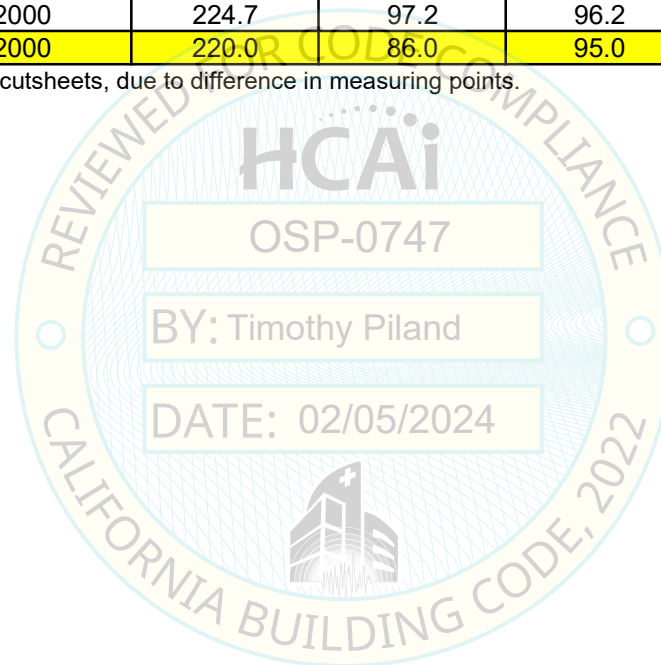 2000 224.7 97.2 96.2
2000 220.0 86.0 95.0
cutsheets, due to difference in measuring points.
REVIEWED FOR CODE COMPLIANCE
HCAi
OSP-0747
BY: Timothy Piland
DATE: 02/05/2024
CALIFORNIA BUILDING CODE, 2022